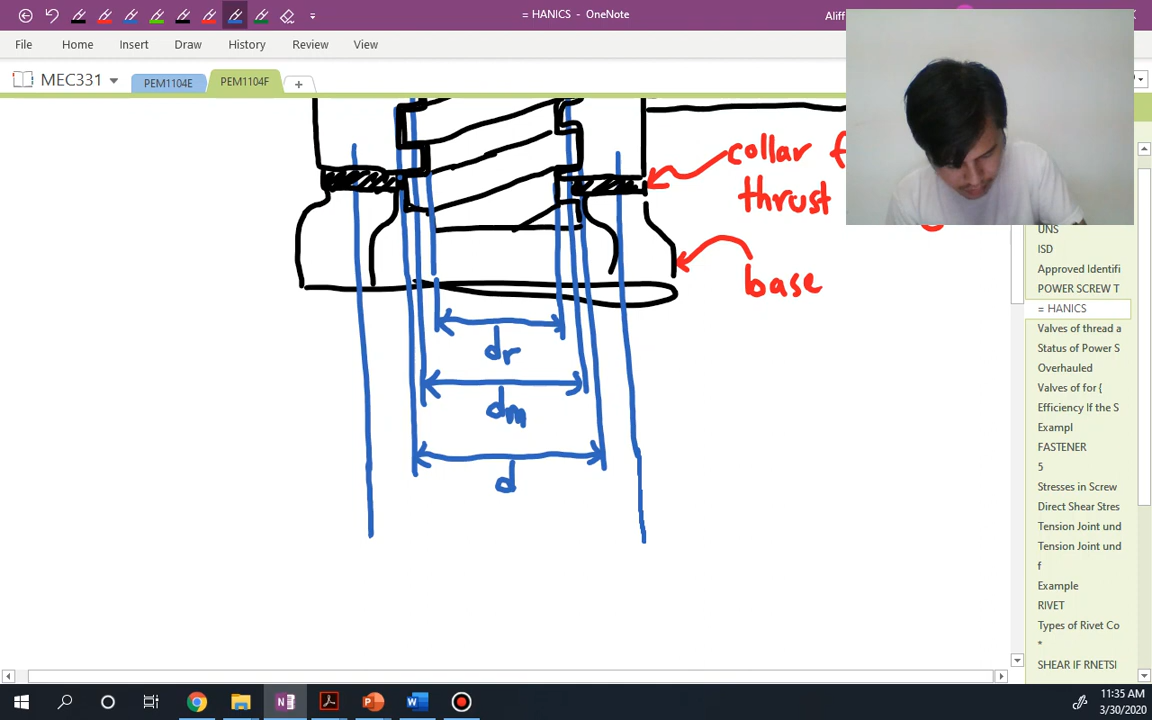 = HANICS - OneNote
Aliff
File Home Insert Draw History Review View
MEC331
PEM1104E
PEM1104F
collar
thrust
base
dr
dm
d
UNS
ISD
Approved Identifi
POWER SCREW T
= HANICS
Valves of thread a
Status of Power S
Overhauled
Valves of for {
Efficiency If the S
Exampl
FASTENER
5
Stresses in Screw
Direct Shear Stres
Tension Joint und
Tension Joint und
f
Example
RIVET
Types of Rivet Co
*
SHEAR IF RNETSI
11:35 AM
3/30/2020